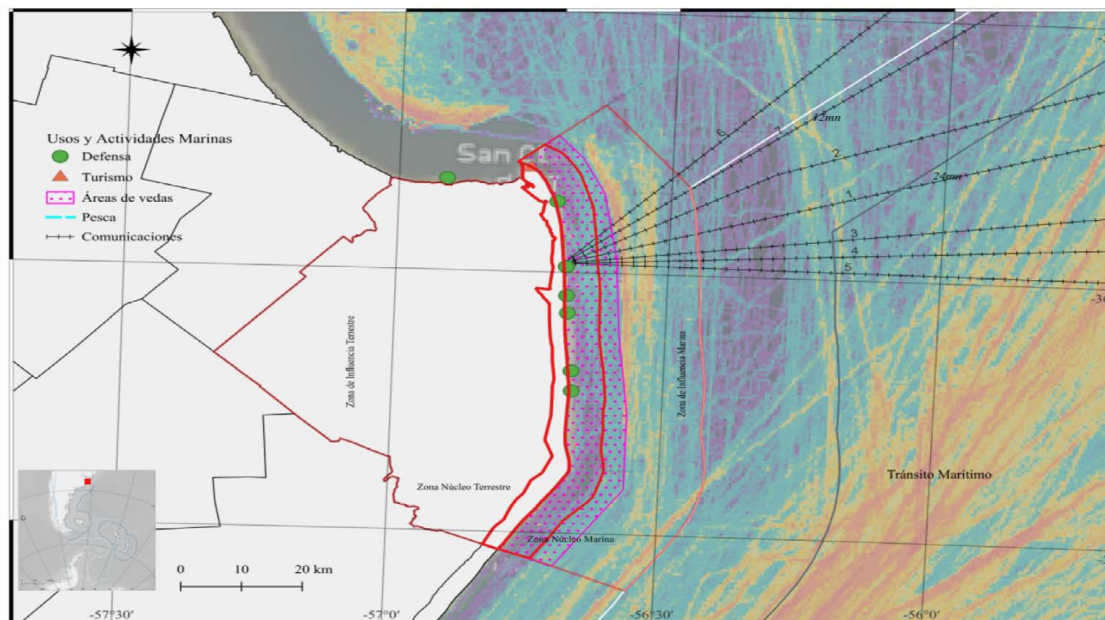 Usos y Actividades Marinas
Defensa
Turismo
Áreas de vedas
Pesca
Comunicaciones
San
6
7
12mn
2
24mn
1
3
4
5
Zona de Influencia Terrestre
Zona de Influencia Marina
Tránsito Marítimo
Zona Núcleo Terrestre
Zona Núcleo Marina
0 10 20 km
-57°30'
-57°0'
-56°30'
-56°0'